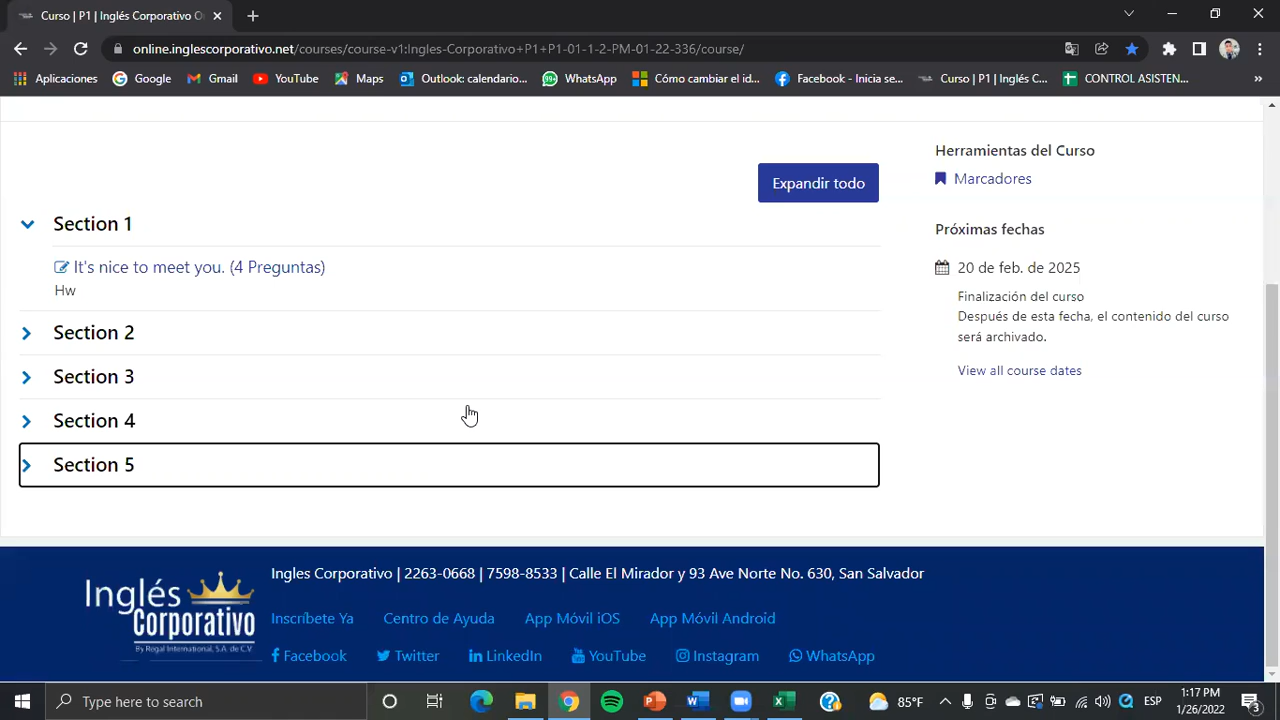 Curso | P1 | Inglés Corporativo O
online.inglescorporativo.net/courses/course-v1:Ingles-Corporativo+P1+P1-01-1-2-PM-01-22-336/course/
Aplicaciones
Google
Gmail
YouTube
Maps
Outlook: calendario...
99+
WhatsApp
Cómo cambiar el id...
Facebook - Inicia se...
Curso | P1 | Inglés C...
CONTROL ASISTEN...
»
Expandir todo
Section 1
It's nice to meet you. (4 Preguntas)
Hw
Section 2
Section 3
Section 4
Section 5
Herramientas del Curso
Marcadores
Próximas fechas
20 de feb. de 2025
Finalización del curso
Después de esta fecha, el contenido del curso
será archivado.
View all course dates
Inglés
Corporativo
By Regal International, S.A. de C.V.
Ingles Corporativo | 2263-0668 | 7598-8533 | Calle El Mirador y 93 Ave Norte No. 630, San Salvador
Inscríbete Ya
Centro de Ayuda
App Móvil iOS
App Móvil Android
Facebook
Twitter
LinkedIn
YouTube
Instagram
WhatsApp
Type here to search
85°F
ESP
1:17 PM
1/26/2022
3